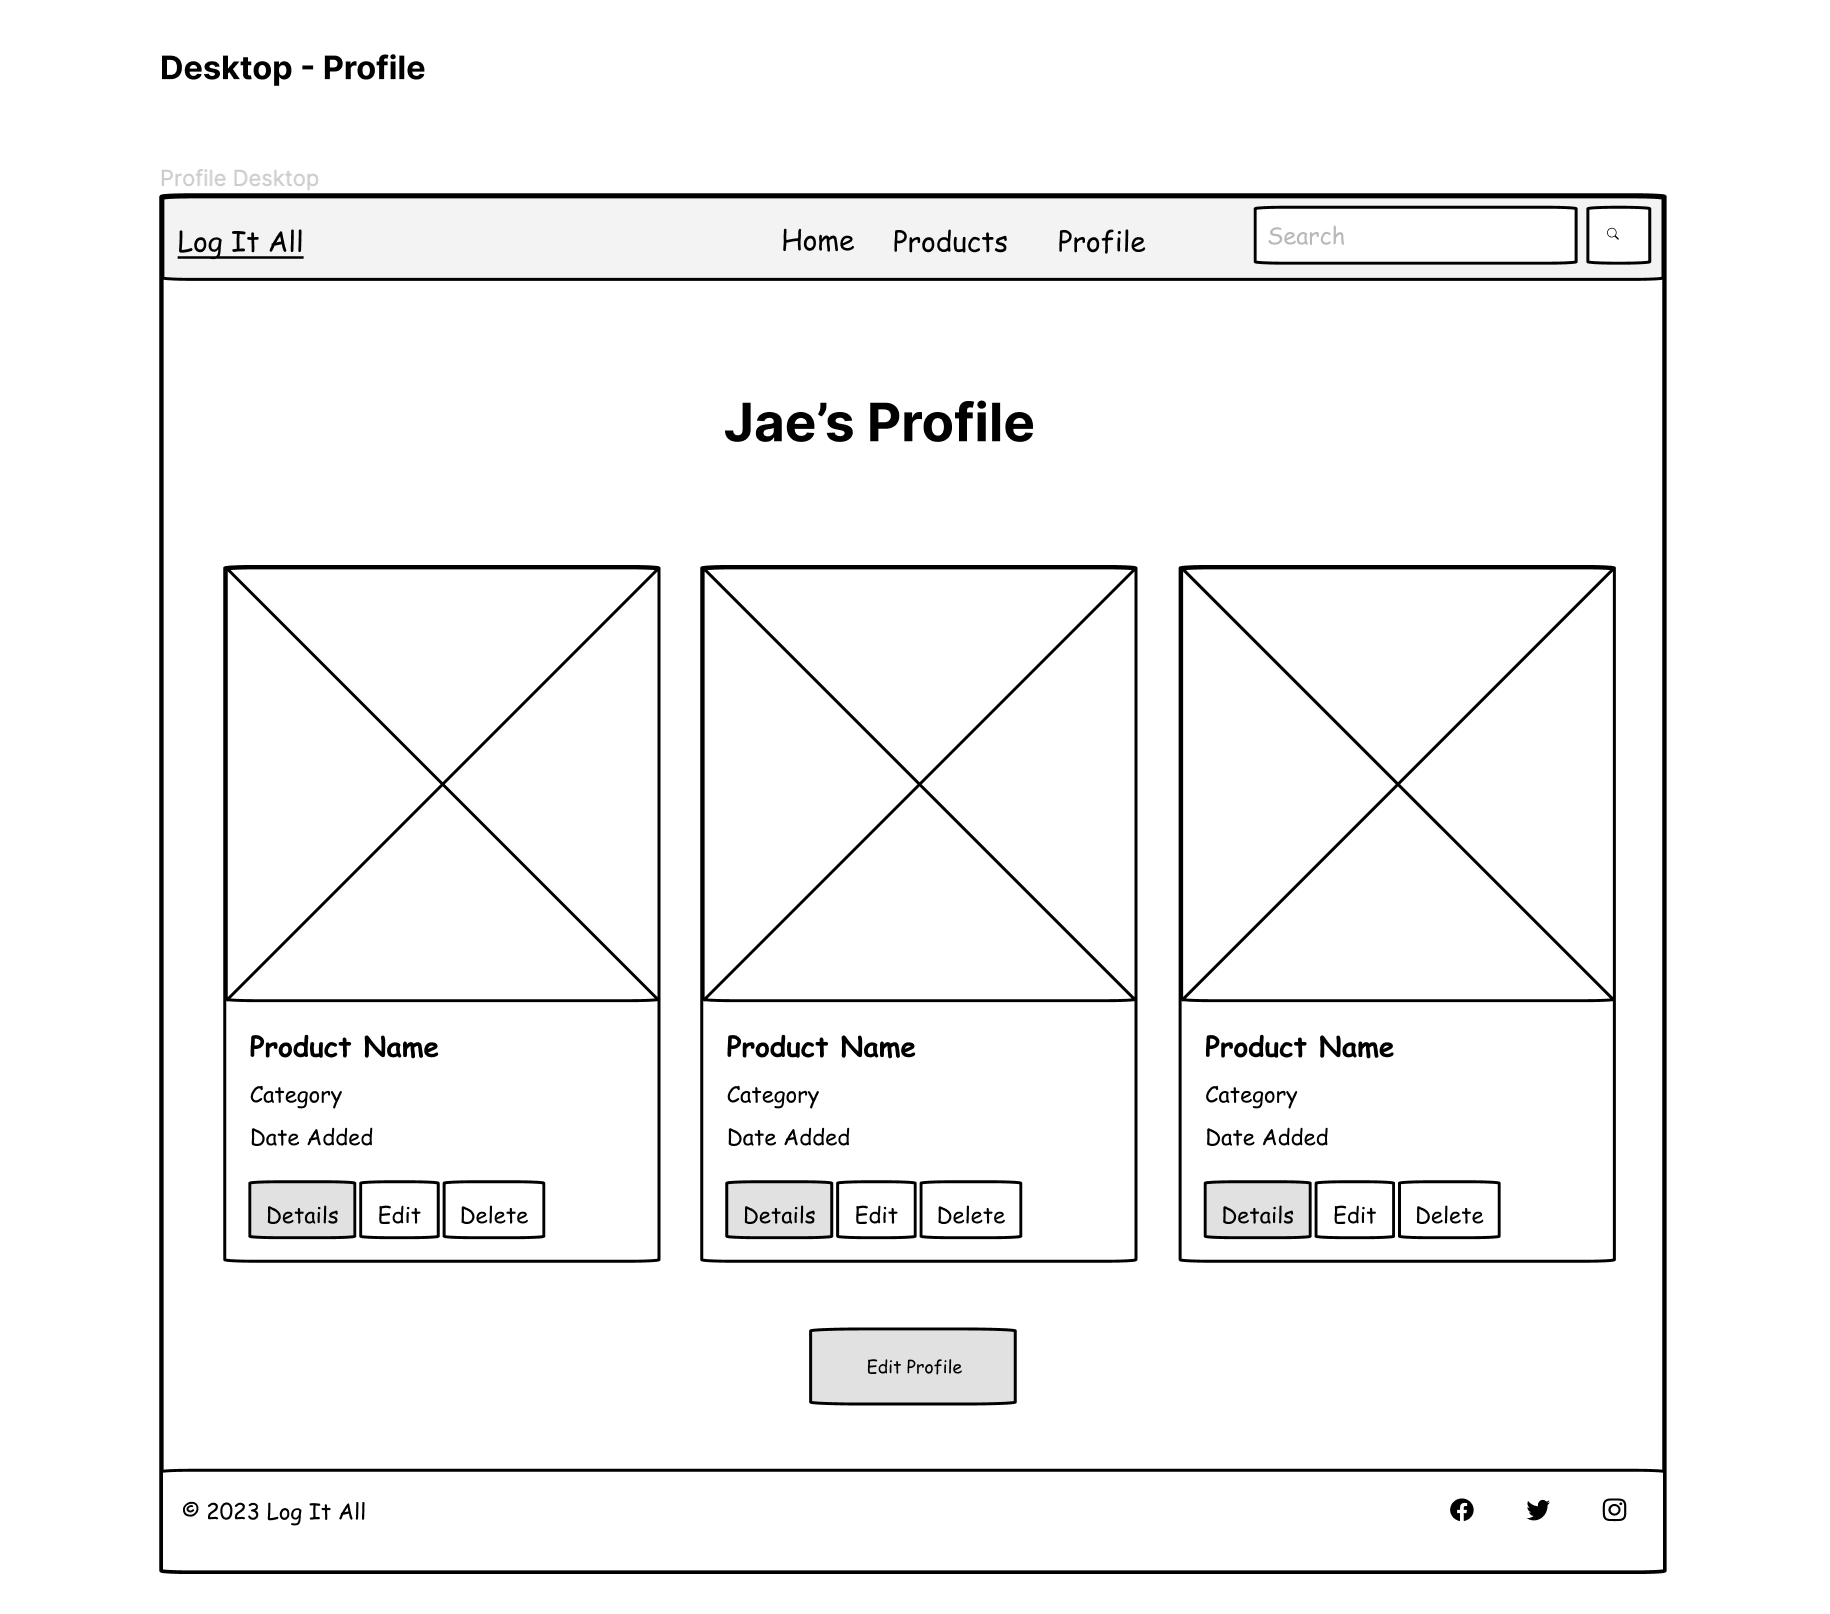 Desktop - Profile
Profile Desktop
Log It All
Home Products Profile
Search
Jae’s Profile
Product Name
Category
Date Added
Details Edit Delete
Product Name
Category
Date Added
Details Edit Delete
Product Name
Category
Date Added
Details Edit Delete
Edit Profile
© 2023 Log It All